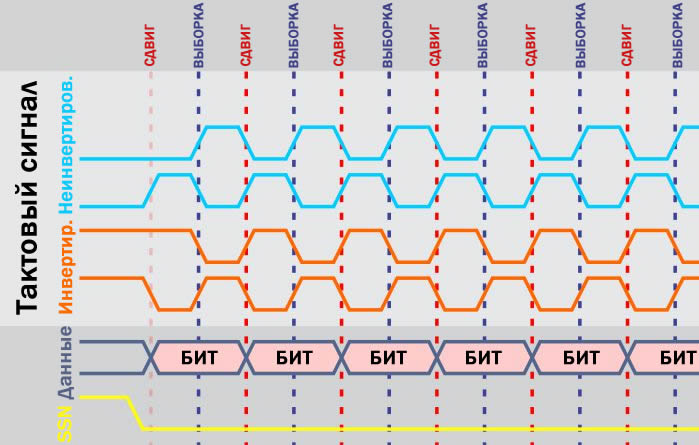 СДВИГ
ВЫБОРКА
СДВИГ
ВЫБОРКА
СДВИГ
ВЫБОРКА
СДВИГ
ВЫБОРКА
СДВИГ
ВЫБОРКА
СДВИГ
ВЫБОРКА
Тактовый сигнал
Неинвертиров.
Инвертир.
Данные
БИТ
БИТ
БИТ
БИТ
БИТ
БИТ
SSN